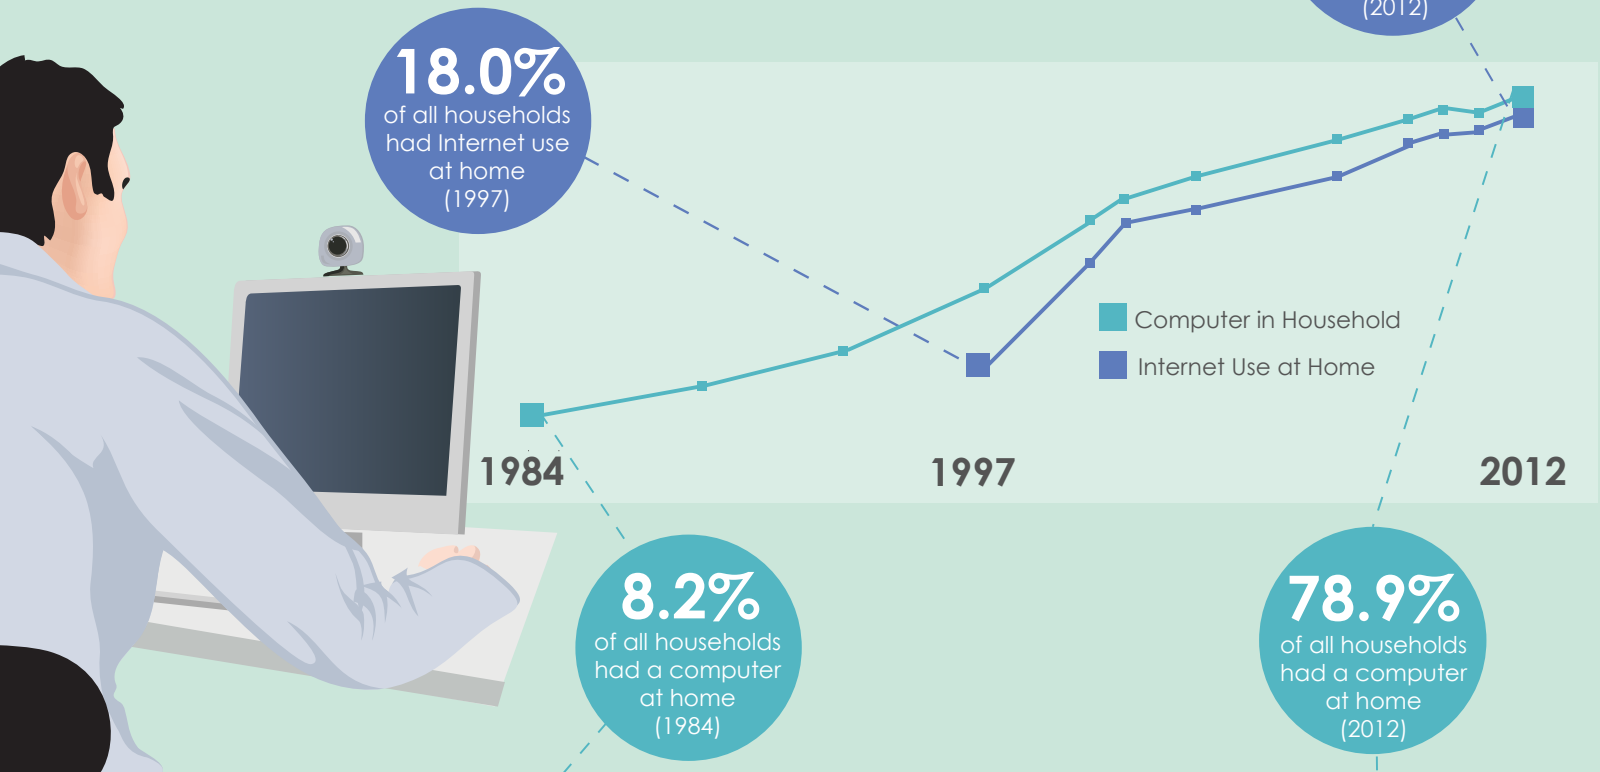 (2012)
18.0%
of all households
had Internet use
at home
(1997)
Computer in Household
Internet Use at Home
1984
1997
2012
8.2%
of all households
had a computer
at home
(1984)
78.9%
of all households
had a computer
at home
(2012)